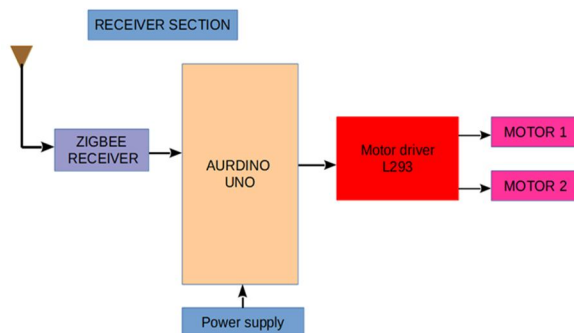 RECEIVER SECTION
ZIGBEE
RECEIVER
AURDINO
UNO
Motor driver
L293
MOTOR 1
MOTOR 2
Power supply